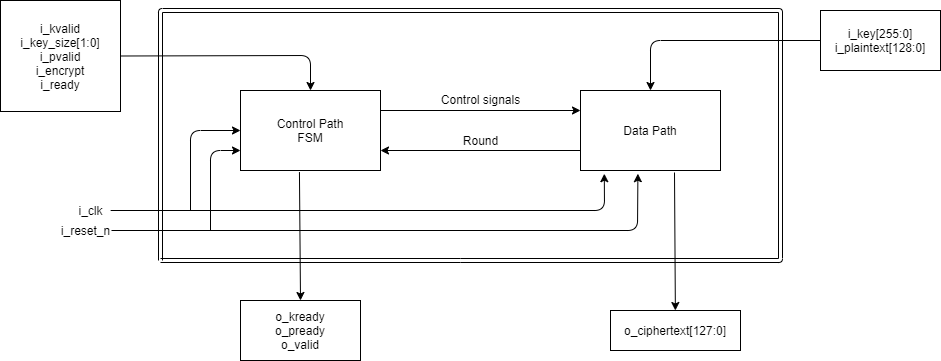 i_kvalid
i_key_size[1:0]
i_pvalid
i_encrypt
i_ready
i_key[255:0]
i_plaintext[128:0]
Control signals
Control Path
FSM
Data Path
Round
i_clk
i_reset_n
o_kready
o_pready
o_valid
o_ciphertext[127:0]